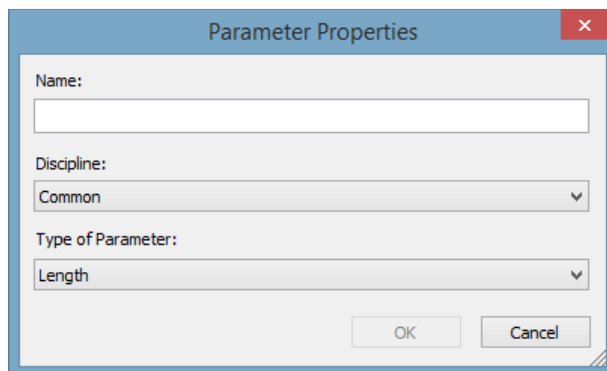 Parameter Properties
Name:
Discipline:
Common
Type of Parameter:
Length
OK
Cancel